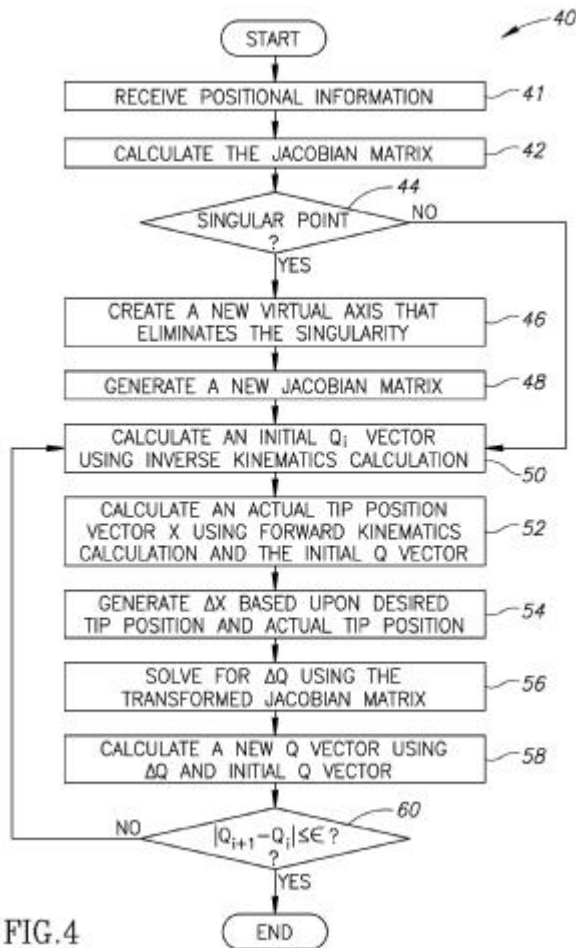 40
START
RECEIVE POSITIONAL INFORMATION
41
CALCULATE THE JACOBIAN MATRIX
42
44
SINGULAR POINT
?
NO
YES
CREATE A NEW VIRTUAL AXIS THAT
ELIMINATES THE SINGULARITY
46
GENERATE A NEW JACOBIAN MATRIX
48
CALCULATE AN INITIAL Qi VECTOR
USING INVERSE KINEMATICS CALCULATION
50
CALCULATE AN ACTUAL TIP POSITION
VECTOR X USING FORWARD KINEMATICS
CALCULATION AND THE INITIAL Q VECTOR
52
GENERATE ΔX BASED UPON DESIRED
TIP POSITION AND ACTUAL TIP POSITION
54
SOLVE FOR ΔQ USING THE
TRANSFORMED JACOBIAN MATRIX
56
CALCULATE A NEW Q VECTOR USING
ΔQ AND INITIAL Q VECTOR
58
60
NO
|Qi+1-Qi|≤∈?
?
YES
END
FIG.4